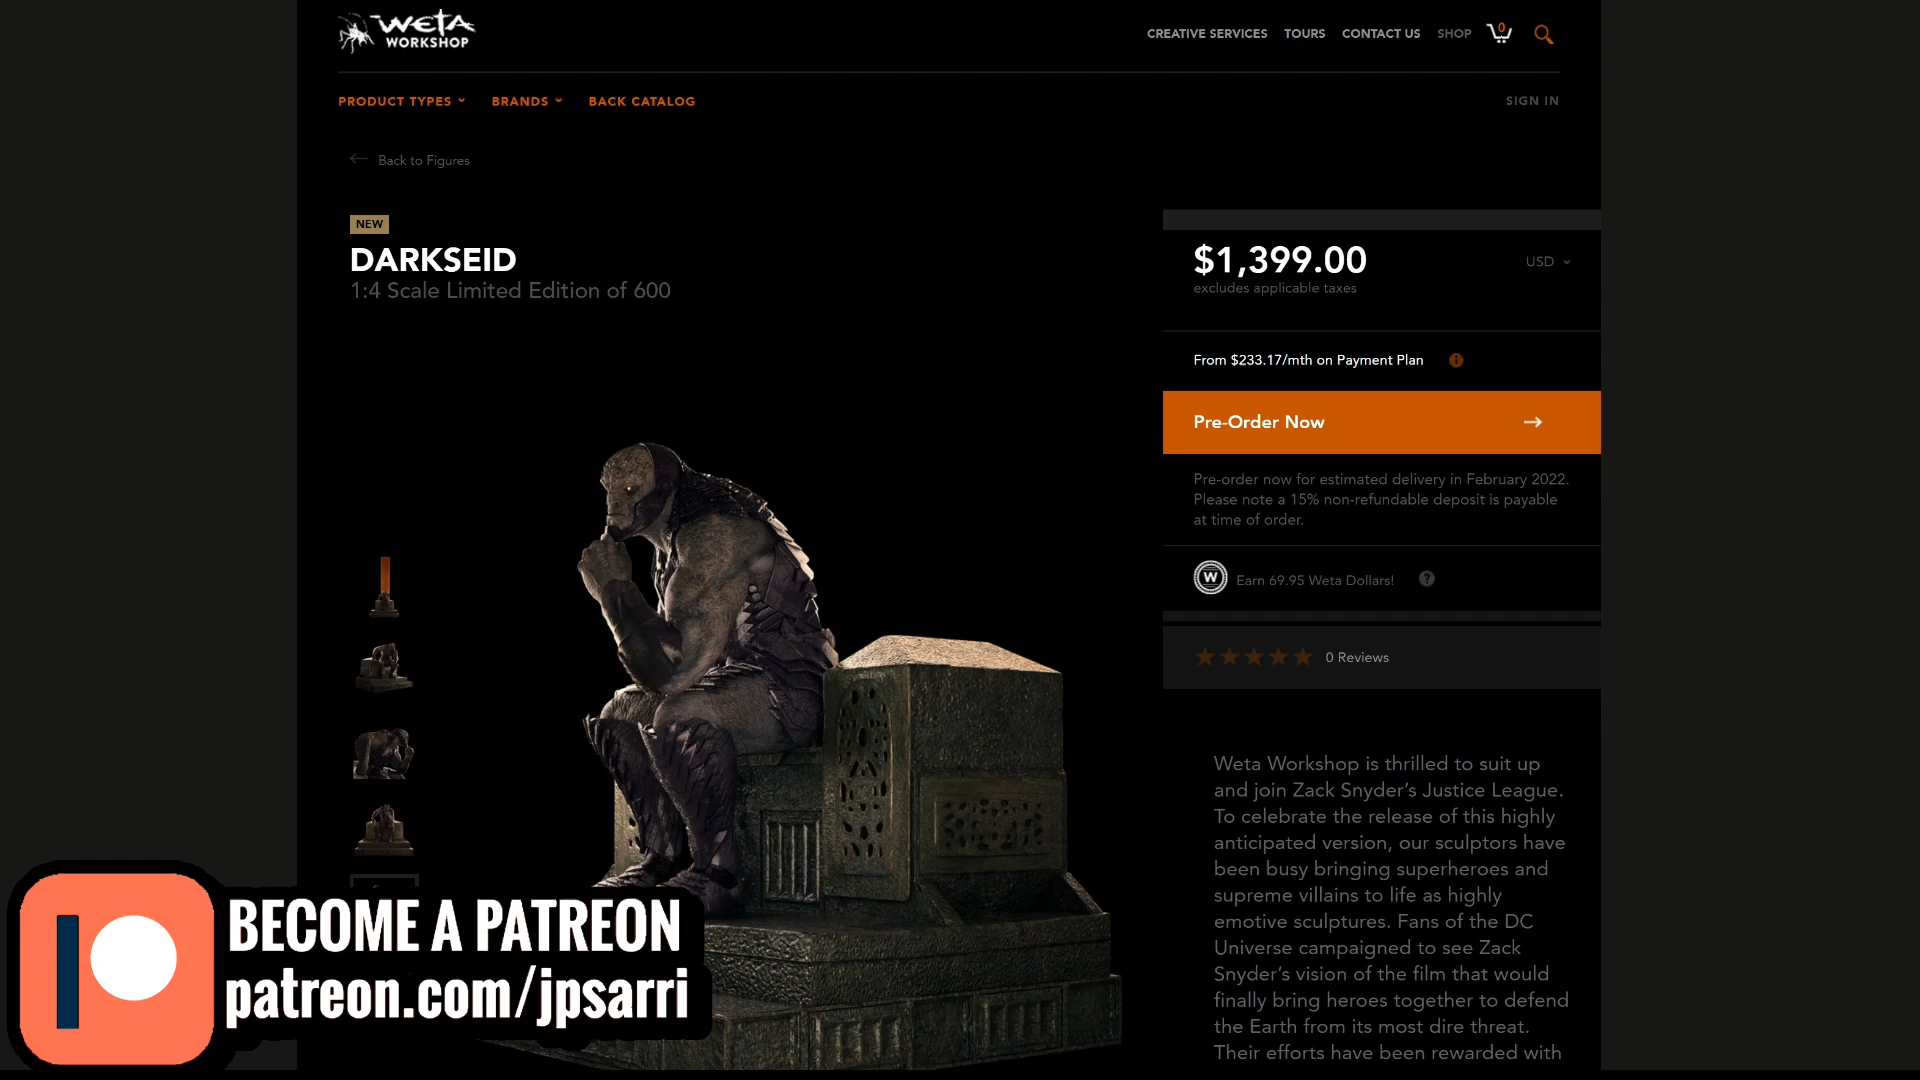 WETA
WORKSHOP
CREATIVE SERVICES
TOURS
CONTACT US
SHOP
0
PRODUCT TYPES
BRANDS
BACK CATALOG
SIGN IN
Back to Figures
NEW
DARKSEID
1:4 Scale Limited Edition of 600
$1,399.00
USD
excludes applicable taxes
From $233.17/mth on Payment Plan
i
Pre-Order Now
Pre-order now for estimated delivery in February 2022.
Please note a 15% non-refundable deposit is payable
at time of order.
W
Earn 69.95 Weta Dollars!
?
0 Reviews
Weta Workshop is thrilled to suit up
and join Zack Snyder's Justice League.
To celebrate the release of this highly
anticipated version, our sculptors have
been busy bringing superheroes and
supreme villains to life as highly
emotive sculptures. Fans of the DC
Universe campaigned to see Zack
Snyder's vision of the film that would
finally bring heroes together to defend
the Earth from its most dire threat.
Their efforts have been rewarded with
BECOME A PATREON
patreon.com/jpsarri